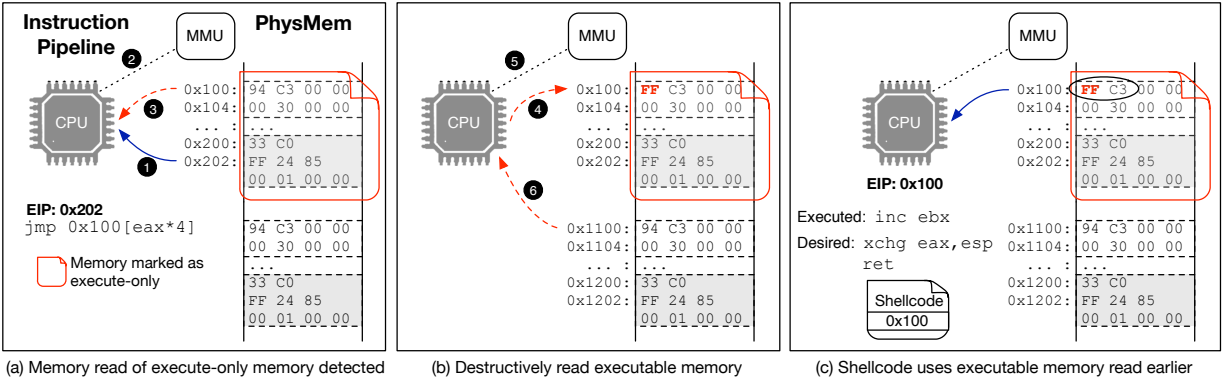 Instruction Pipeline
PhysMem
MMU
2
CPU
3
1
0x100: 94 C3 00 00
0x104: 00 30 00 00
... : ...
0x200: 33 C0
0x202: FF 24 85
00 01 00 00
EIP: 0x202
jmp 0x100[eax*4]
Memory marked as
execute-only
94 C3 00 00
00 30 00 00
...
33 C0
FF 24 85
00 01 00 00
(a) Memory read of execute-only memory detected
MMU
5
CPU
4
6
0x100: FF C3 00 00
0x104: 00 30 00 00
... : ...
0x200: 33 C0
0x202: FF 24 85
00 01 00 00
0x1100: 94 C3 00 00
0x1104: 00 30 00 00
... : ...
0x1200: 33 C0
0x1202: FF 24 85
00 01 00 00
(b) Destructively read executable memory
MMU
CPU
0x100: FF C3 00 00
0x104: 00 30 00 00
... : ...
0x200: 33 C0
0x202: FF 24 85
00 01 00 00
EIP: 0x100
Executed: inc ebx
Desired: xchg eax,esp
ret
Shellcode
0x100
0x1100: 94 C3 00 00
0x1104: 00 30 00 00
... : ...
0x1200: 33 C0
0x1202: FF 24 85
00 01 00 00
(c) Shellcode uses executable memory read earlier